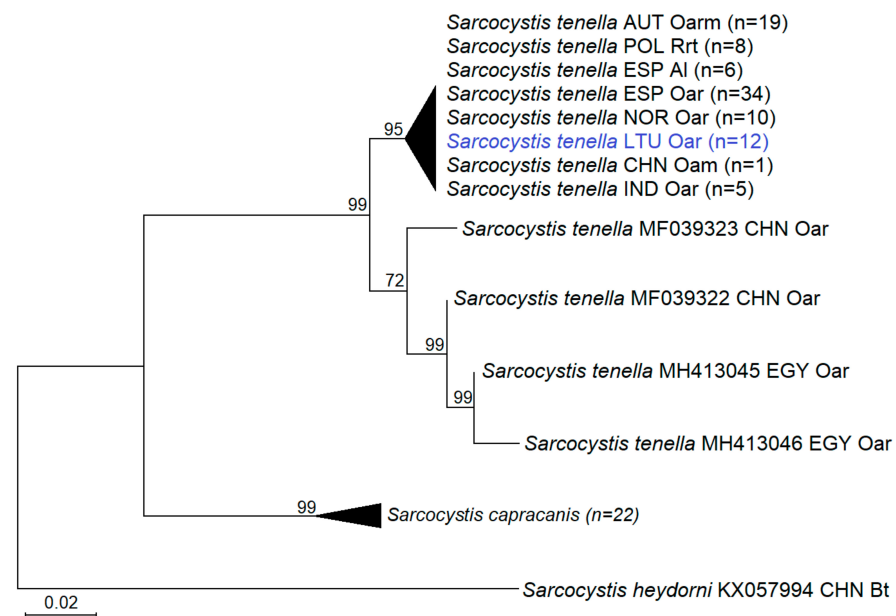 Sarcocystis tenella AUT Oarm (n=19)
Sarcocystis tenella POL Rrt (n=8)
Sarcocystis tenella ESP Al (n=6)
Sarcocystis tenella ESP Oar (n=34)
Sarcocystis tenella NOR Oar (n=10)
95
Sarcocystis tenella LTU Oar (n=12)
Sarcocystis tenella CHN Oam (n=1)
Sarcocystis tenella IND Oar (n=5)
99
Sarcocystis tenella MF039323 CHN Oar
72
Sarcocystis tenella MF039322 CHN Oar
99
Sarcocystis tenella MH413045 EGY Oar
99
Sarcocystis tenella MH413046 EGY Oar
99
Sarcocystis capracanis (n=22)
Sarcocystis heydorni KX057994 CHN Bt
0.02